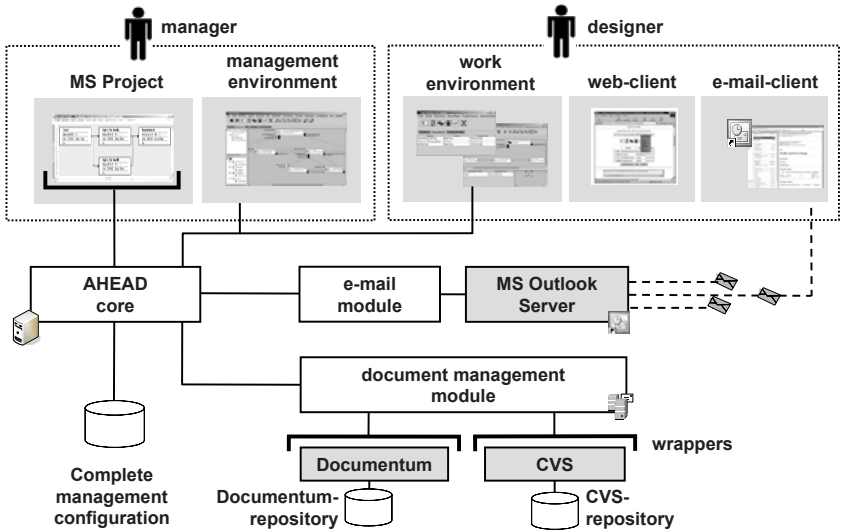 manager
designer
MS Project
management
environment
work
environment
web-client
e-mail-client
AHEAD
core
e-mail
module
MS Outlook
Server
document management
module
wrappers
Documentum
CVS
Complete
management
configuration
Documentum-
repository
CVS-
repository